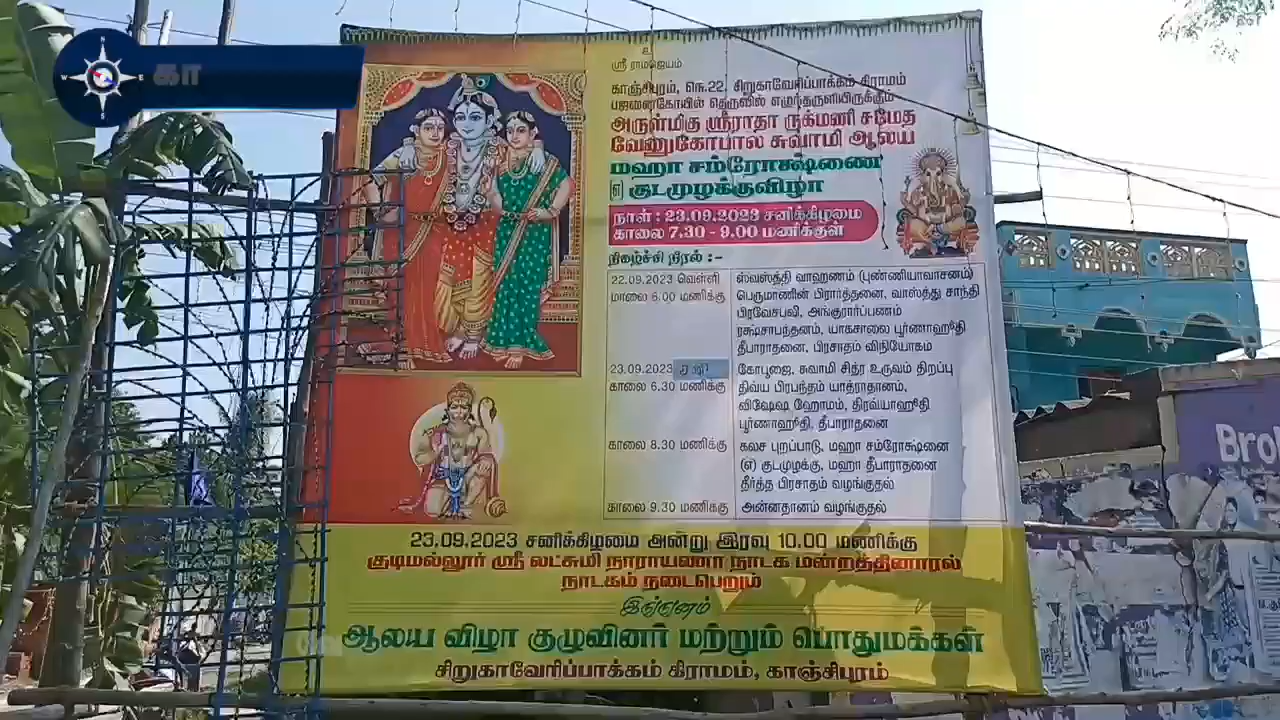 கா
W E
உ
ஸ்ரீ ராமஜெயம்
காஞ்சிபுரம், நெ.22, சிறுகாவேரிப்பாக்கம் கிராமம்
பஜனைகோயில் தெருவில் எழுந்தருளியிருக்கும்
அருள்மிகு ஸ்ரீராதா ருக்மணி சமேத
வேணுகோபால சுவாமி ஆலய
மஹா சம்ரோக்ஷணை
(எ) குடமுழக்குவிழா
நாள் : 23.09.2023 சனிக்கிழமை
காலை 7.30 - 9.00 மணிக்குள்
நிகழ்ச்சி நிரல் :-
22.09.2023 வெள்ளி
மாலை 6.00 மணிக்கு
ஸ்வஸ்த்தி வாஹணம் (புண்ணியாவாசனம்)
பெருமாணின் பிரார்த்தனை, வாஸ்த்து சாந்தி
பிரவேசபலி, அங்குரார்ப்பணம்
ரக்ஷாபந்தனம், யாகசாலை பூர்ணாஹூதி
தீபாராதனை, பிரசாதம் விநியோகம்
23.09.2023 சனி
காலை 6.30 மணிக்கு
கோபூஜை, சுவாமி சித்ர உருவம் திறப்பு
திவ்ய பிரபந்தம் யாத்ராதானம்,
விஷேஷ ஹோமம், திரவ்யாஹூதி
பூர்ணாஹூதி, தீபாராதனை
காலை 8.30 மணிக்கு
கலச புறப்பாடு, மஹா சம்ரோக்ஷனை
(எ) குடமுழக்கு, மஹா தீபாராதனை
தீர்த்த பிரசாதம் வழங்குதல்
காலை 9.30 மணிக்கு
அன்னதானம் வழங்குதல்
23.09.2023 சனிக்கிழமை அன்று இரவு 10.00 மணிக்கு
குடிமல்லூர் ஸ்ரீ லட்சுமி நாராயணா நாடக மன்றத்தினரால்
நாடகம் நடைபெறும்
இங்ஙனம்
ஆலய விழா குழுவினர் மற்றும் பொதுமக்கள்
சிறுகாவேரிப்பாக்கம் கிராமம், காஞ்சிபுரம்